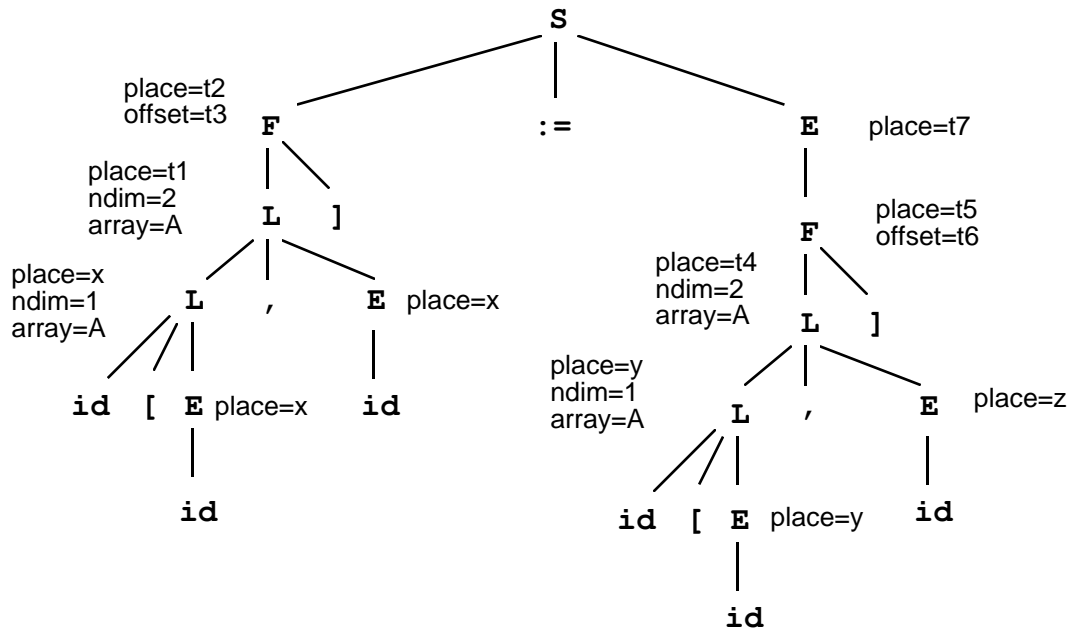 S
place=t2
offset=t3
F := E place=t7
place=t1
ndim=2
array=A
L ]
place=t5
offset=t6
F
place=x
ndim=1
array=A
L , E place=x
place=t4
ndim=2
array=A
L ]
id [ E place=x id
place=y
ndim=1
array=A
L , E place=z
id
id [ E place=y id
id